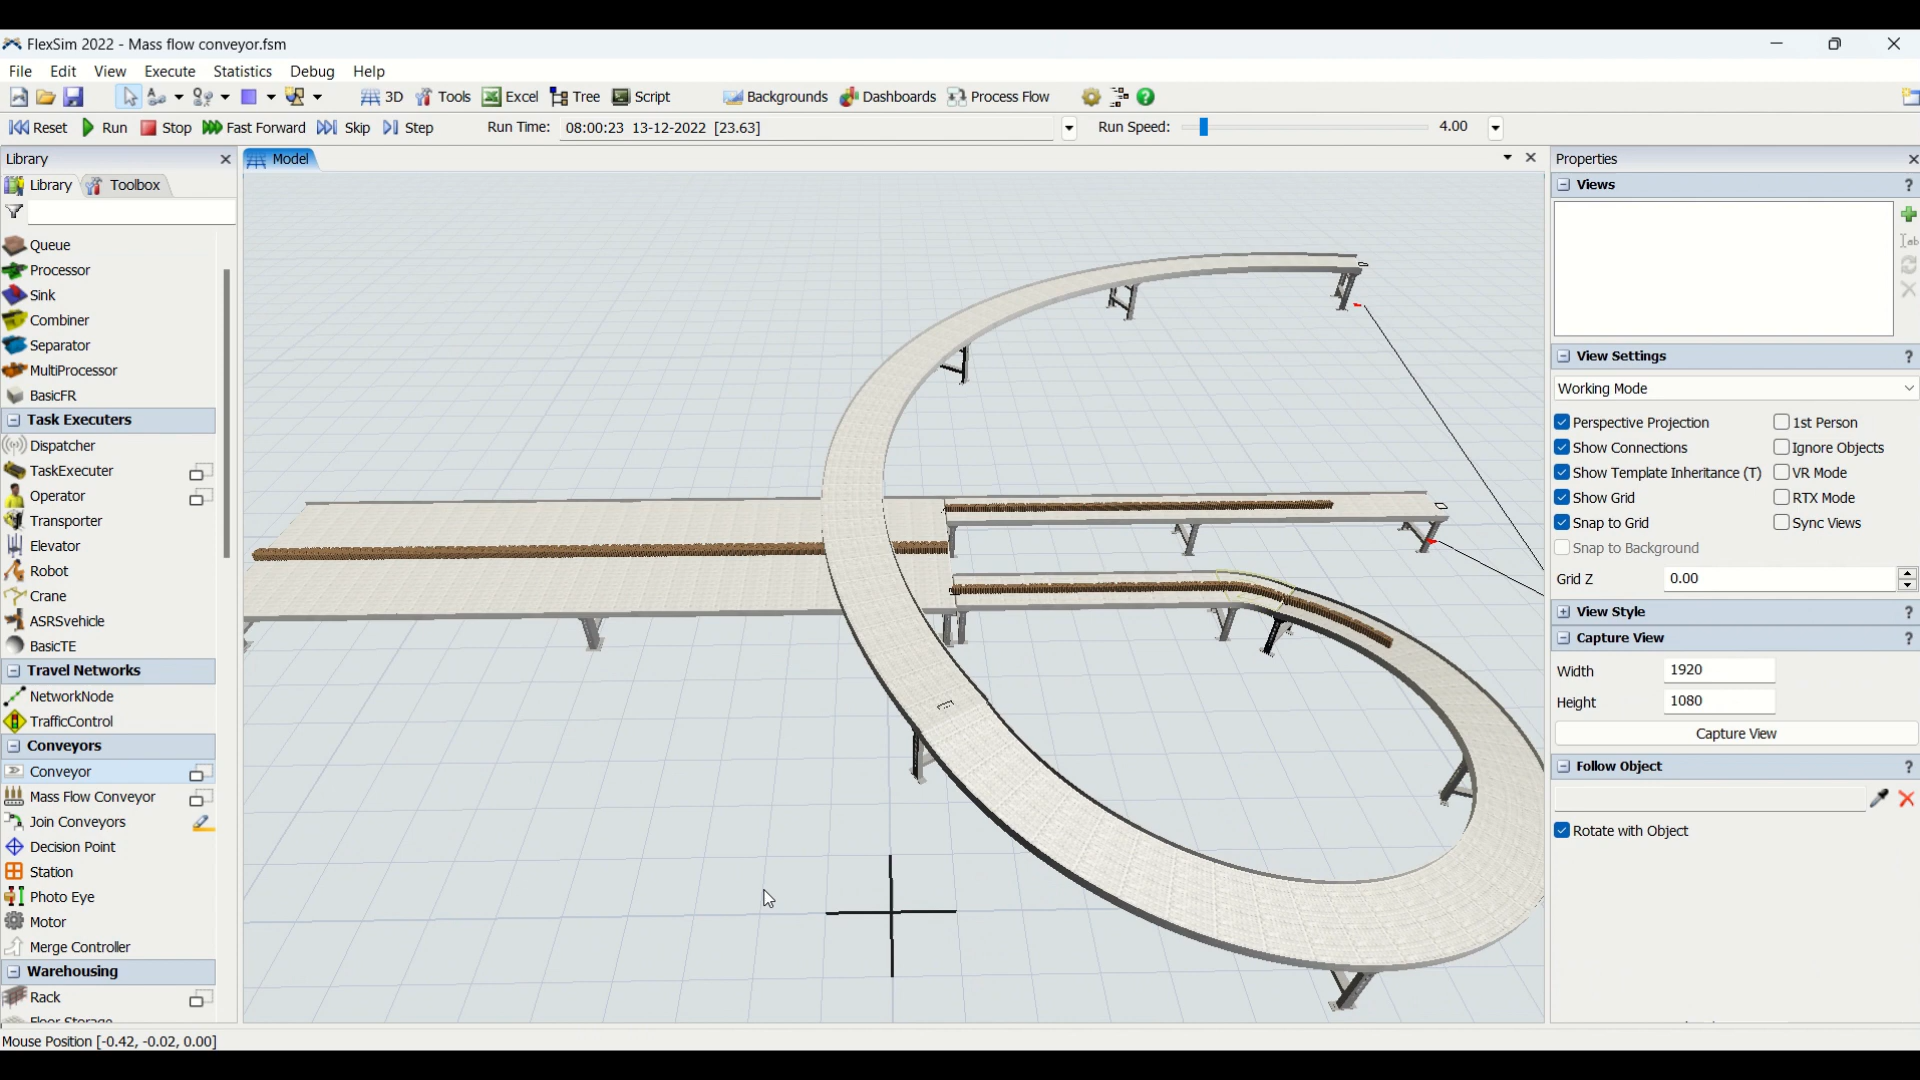 FlexSim 2022 - Mass flow conveyor.fsm
File Edit View Execute Statistics Debug Help
3D Tools Excel Tree Script Backgrounds Dashboards Process Flow
Reset Run Stop Fast Forward Skip Step Run Time: 08:00:23 13-12-2022 [23.63] Run Speed: 4.00
Library
Library Toolbox
Queue
Processor
Sink
Combiner
Separator
MultiProcessor
BasicFR
Task Executers
Dispatcher
TaskExecuter
Operator
Transporter
Elevator
Robot
Crane
ASRSvehicle
BasicTE
Travel Networks
NetworkNode
TrafficControl
Conveyors
Conveyor
Mass Flow Conveyor
Join Conveyors
Decision Point
Station
Photo Eye
Motor
Merge Controller
Warehousing
Rack
Floor Storage
Mouse Position [-0.42, -0.02, 0.00]
Model
Properties
Views
View Settings
Working Mode
Perspective Projection 1st Person
Show Connections Ignore Objects
Show Template Inheritance (T) VR Mode
Show Grid RTX Mode
Snap to Grid Sync Views
Snap to Background
Grid Z 0.00
View Style
Capture View
Width 1920
Height 1080
Capture View
Follow Object
Rotate with Object